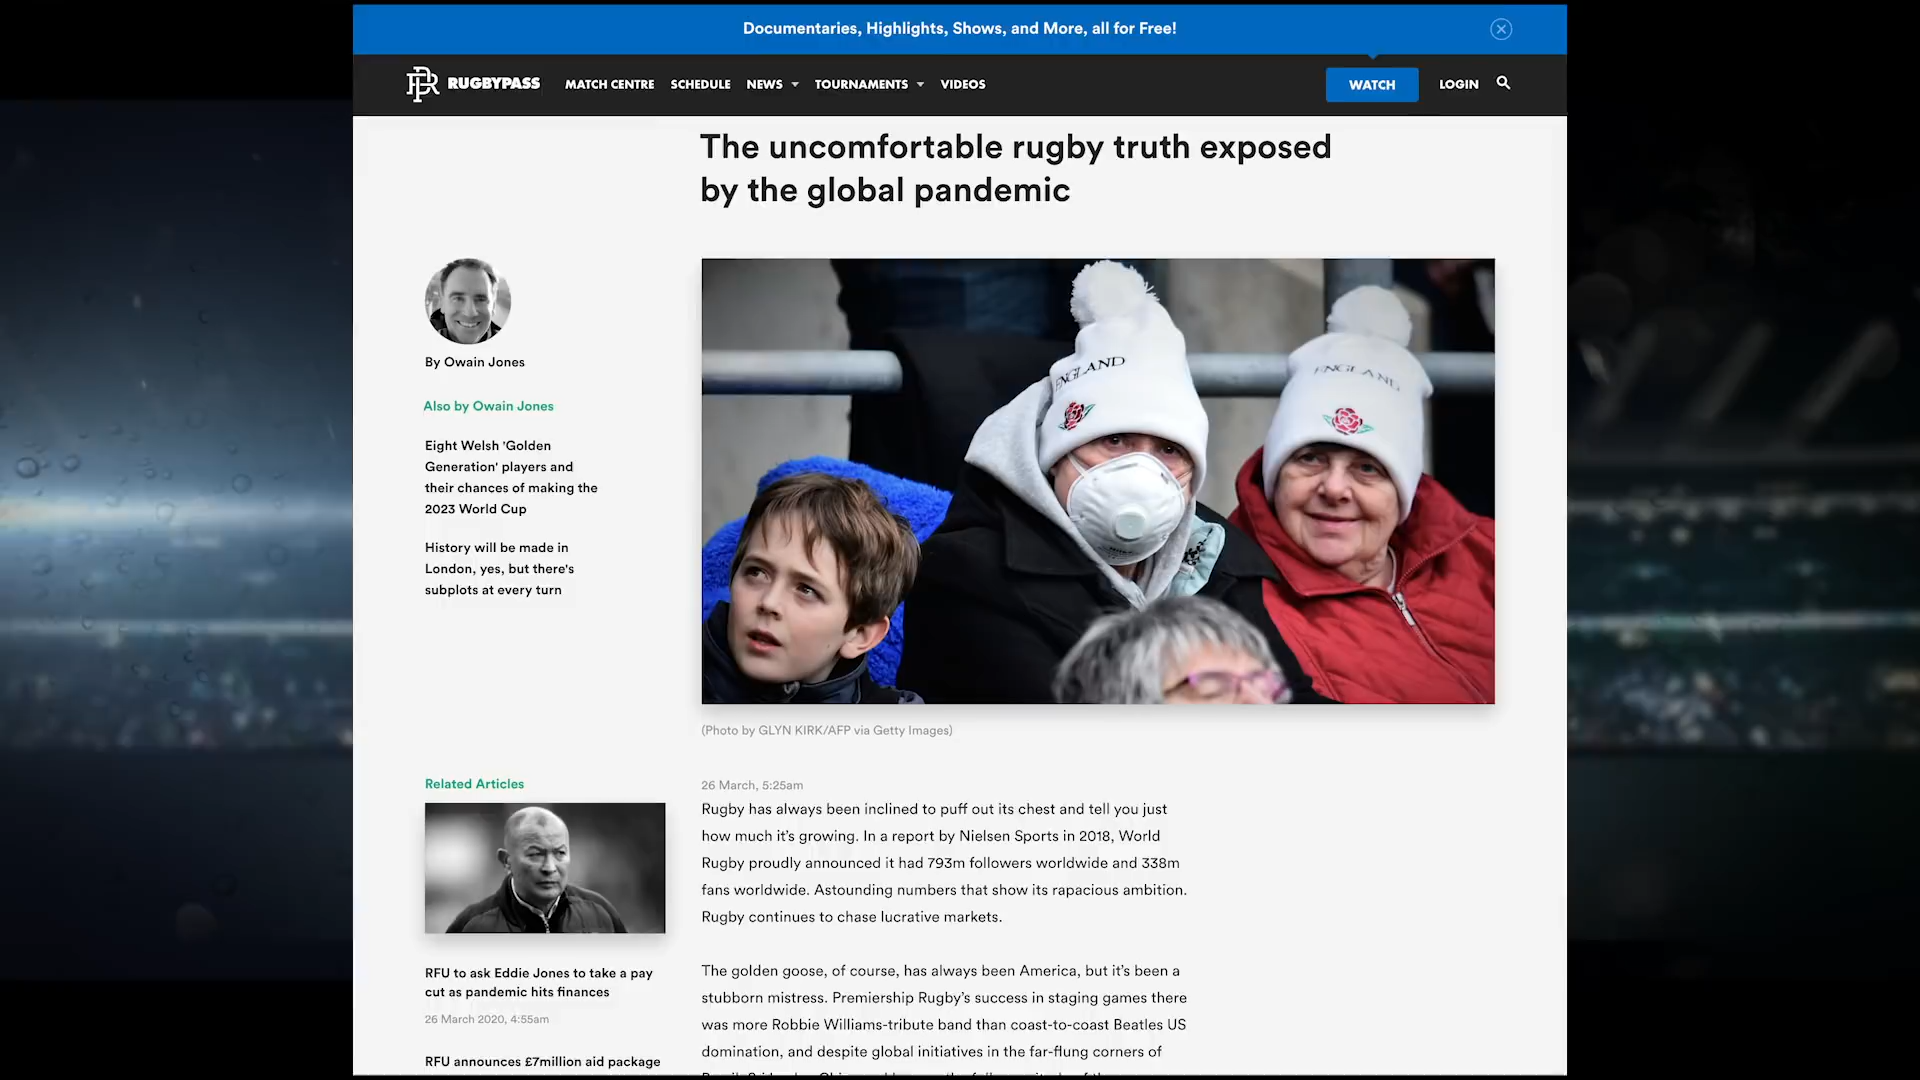 Documentaries, Highlights, Shows, and More, all for Free!
RUGBYPASS MATCH CENTRE SCHEDULE NEWS TOURNAMENTS VIDEOS WATCH LOGIN
The uncomfortable rugby truth exposed
by the global pandemic
By Owain Jones
Also by Owain Jones
Eight Welsh 'Golden
Generation' players and
their chances of making the
2023 World Cup
History will be made in
London, yes, but there's
subplots at every turn
ENGLAND
ENGLAND
(Photo by GLYN KIRK/AFP via Getty Images)
Related Articles
RFU to ask Eddie Jones to take a pay
cut as pandemic hits finances
26 March 2020, 4:55am
RFU announces £7million aid package
26 March, 5:25am
Rugby has always been inclined to puff out its chest and tell you just
how much it's growing. In a report by Nielsen Sports in 2018, World
Rugby proudly announced it had 793m followers worldwide and 338m
fans worldwide. Astounding numbers that show its rapacious ambition.
Rugby continues to chase lucrative markets.
The golden goose, of course, has always been America, but it's been a
stubborn mistress. Premiership Rugby's success in staging games there
was more Robbie Williams-tribute band than coast-to-coast Beatles US
domination, and despite global initiatives in the far-flung corners of